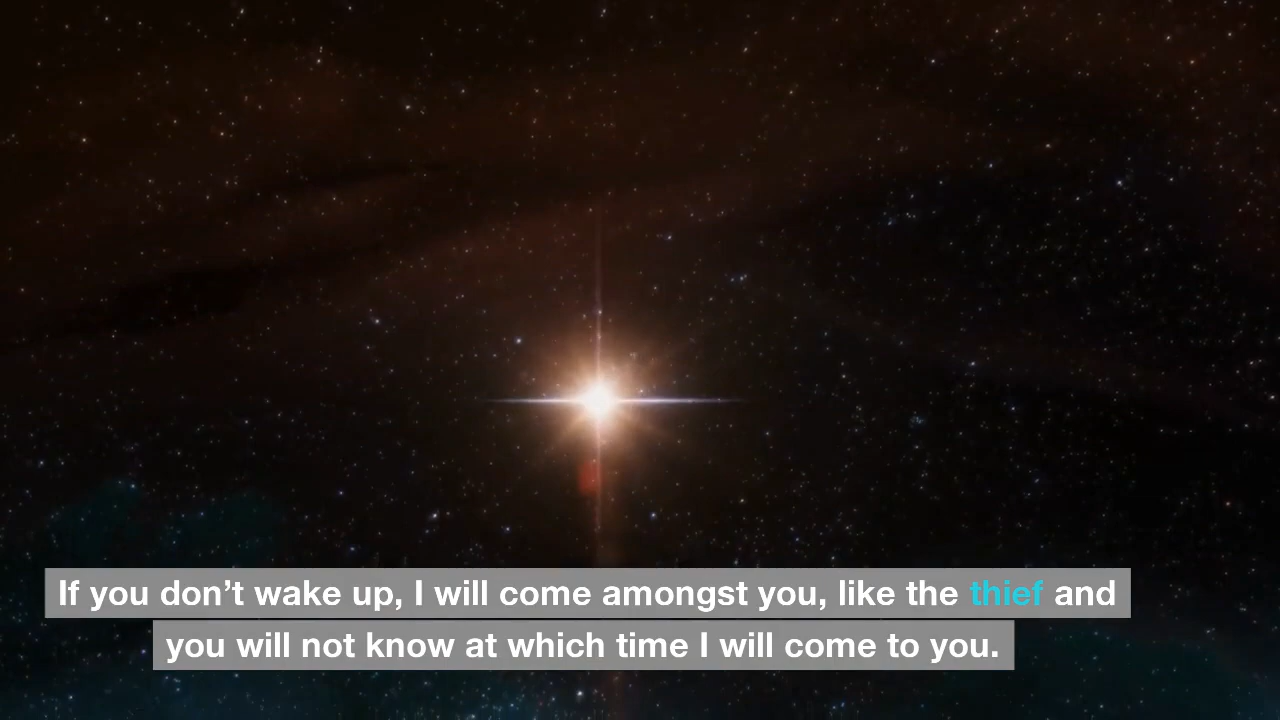 If you don’t wake up, I will come amongst you, like the thief and
you will not know at which time I will come to you.